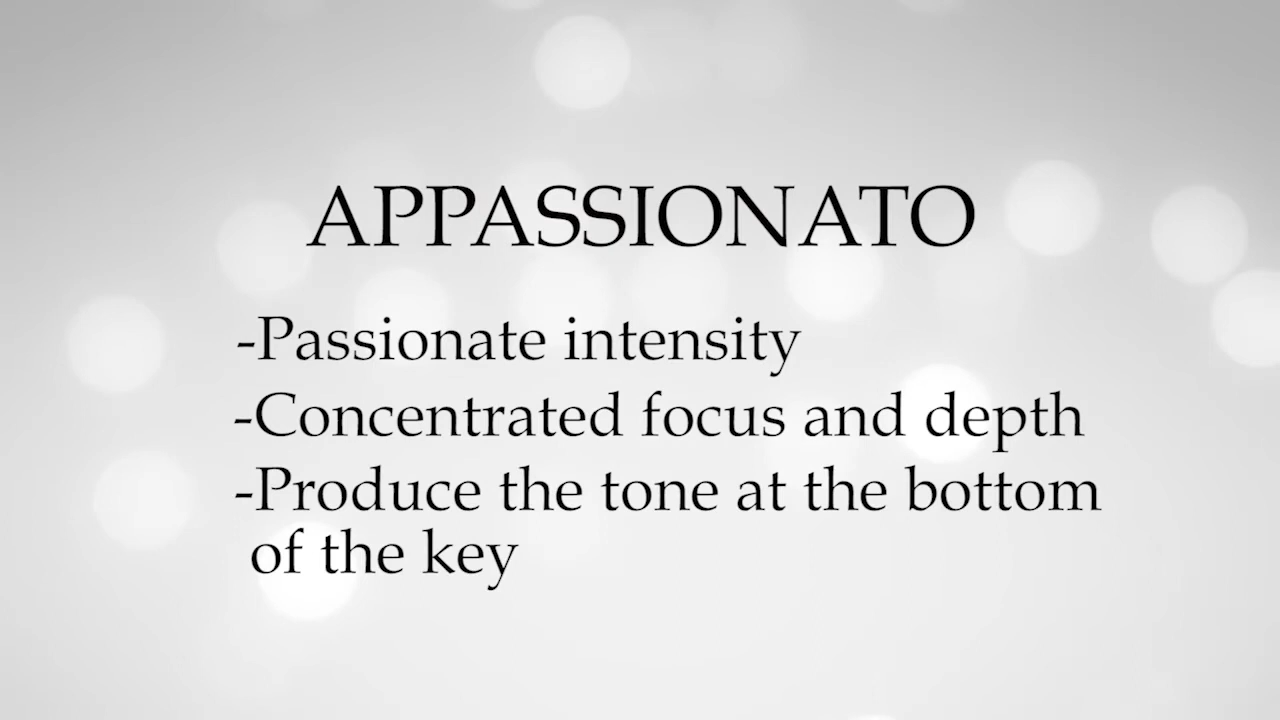 APPASSIONATO
-Passionate intensity
-Concentrated focus and depth
-Produce the tone at the bottom
of the key